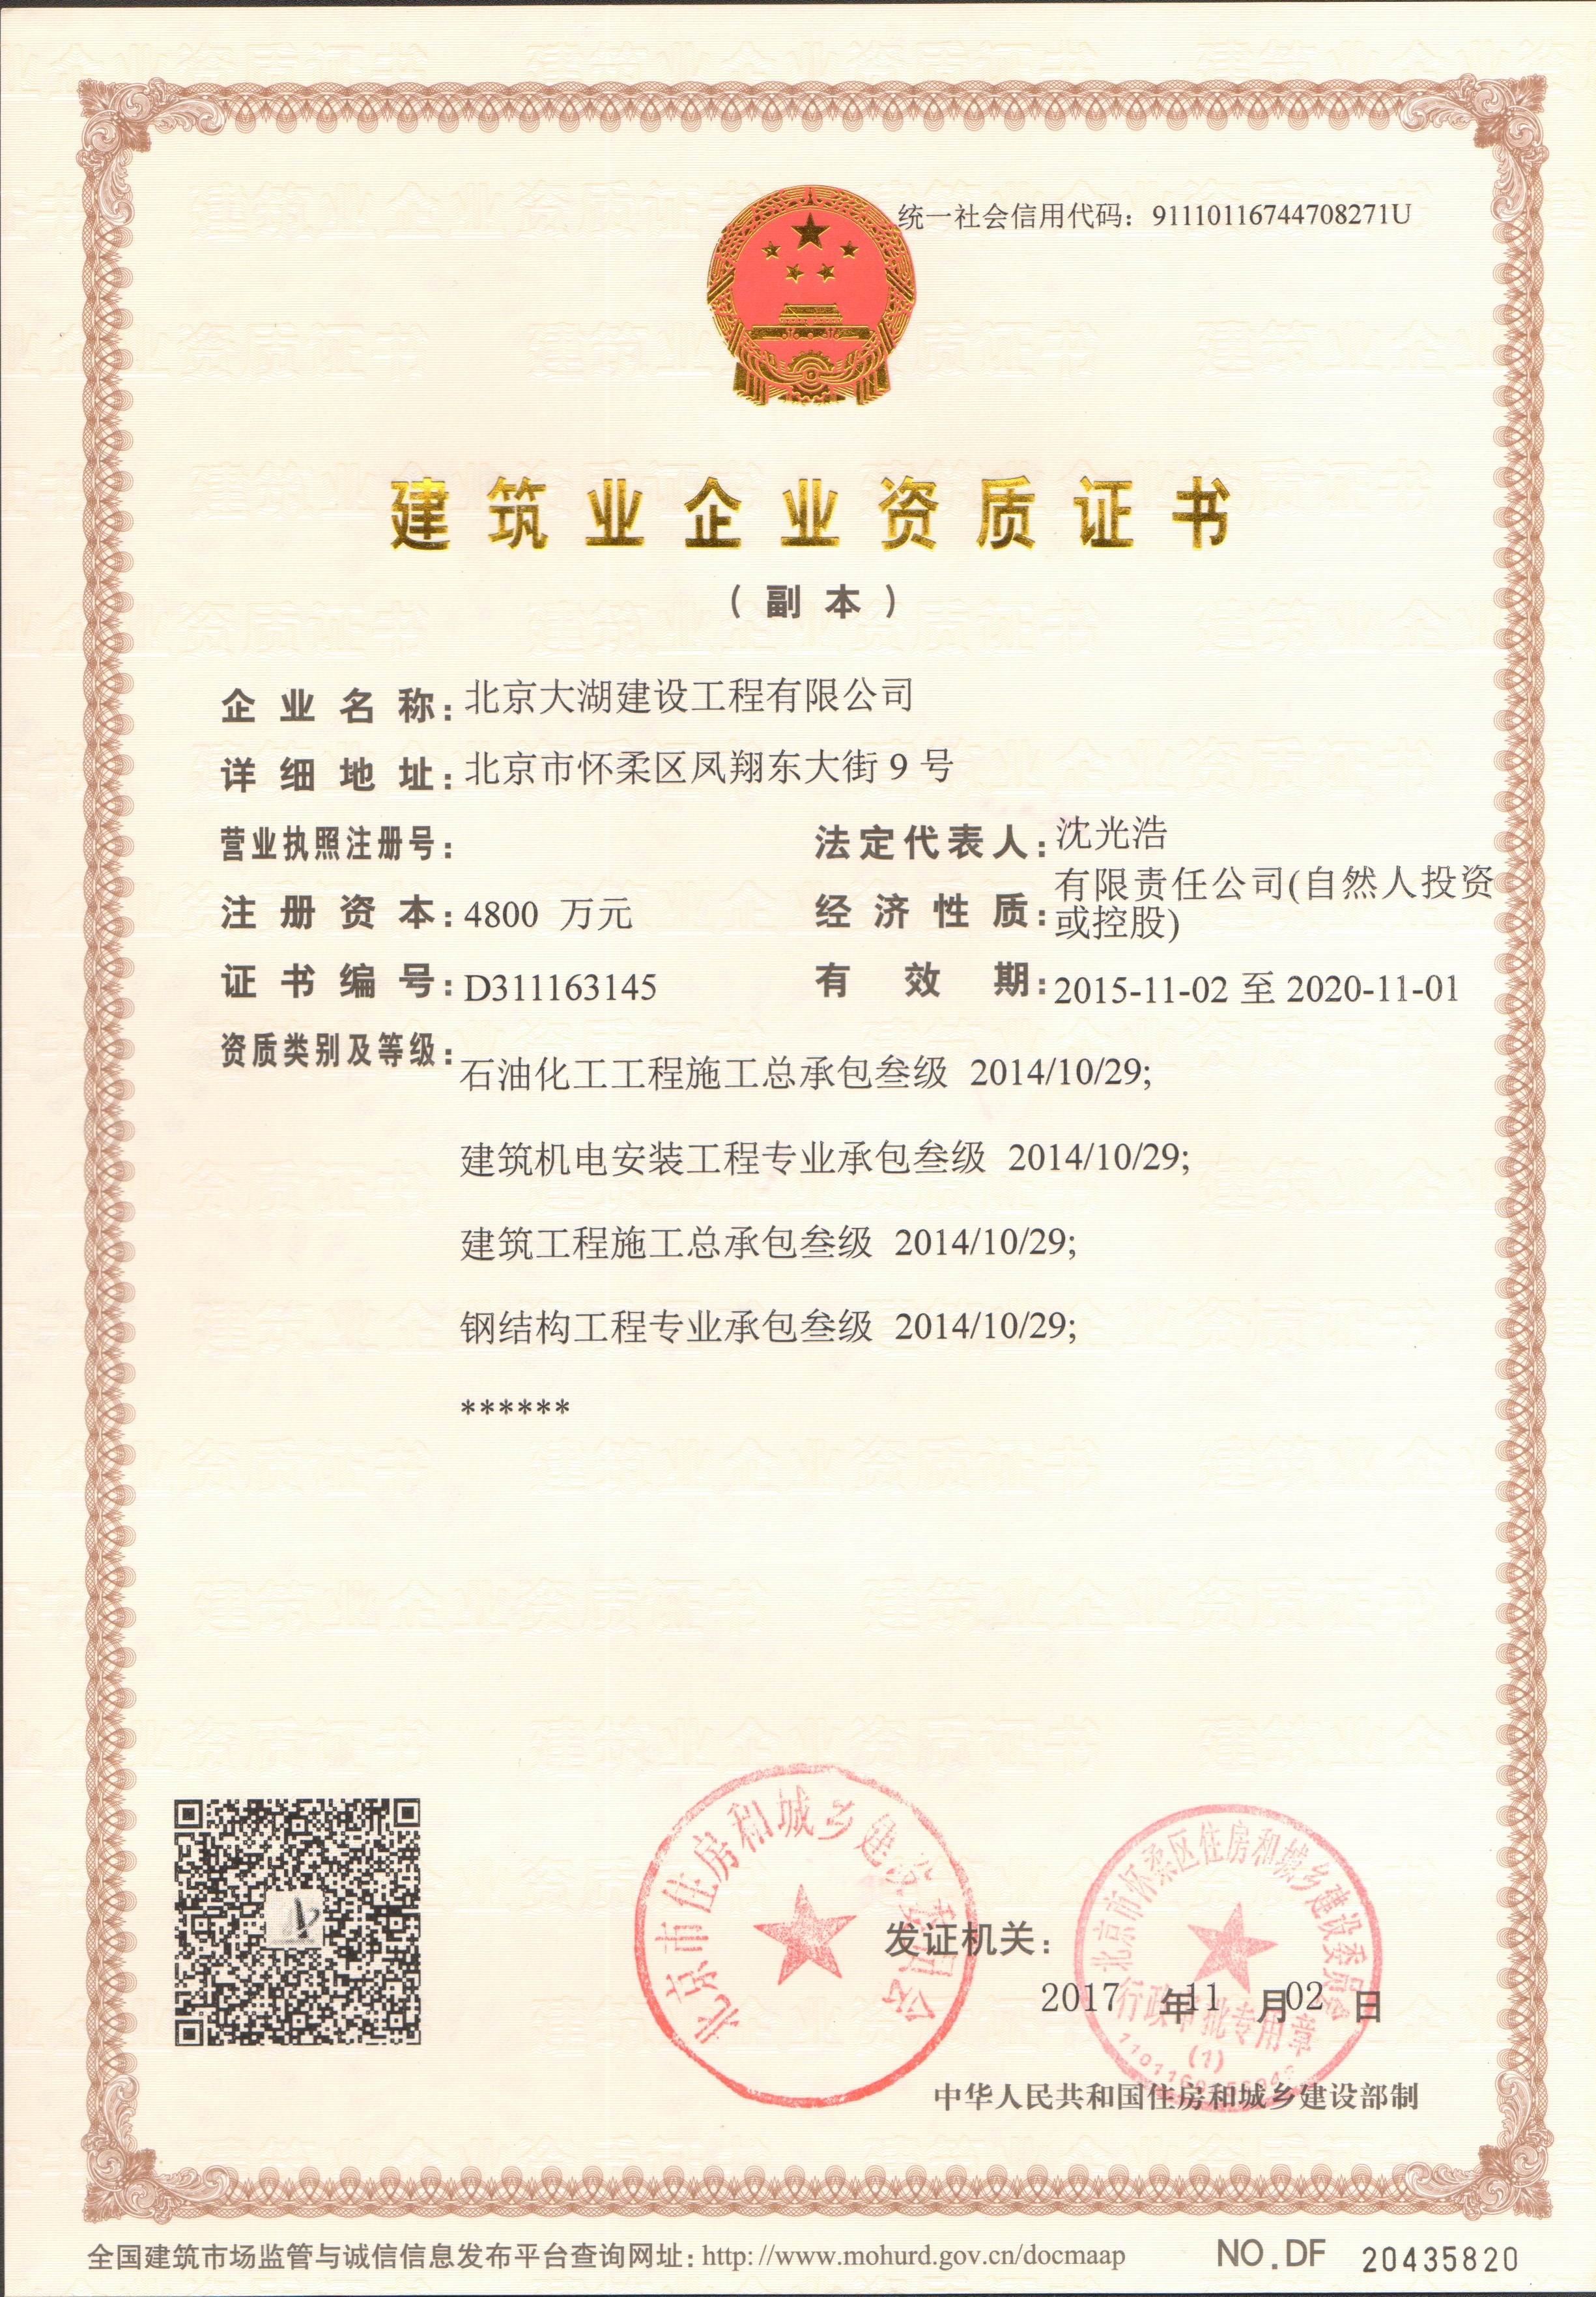 统一社会信用代码：91110116744708271U
建筑业企业资质证书
（副本）
企业名称：北京大湖建设工程有限公司
详细地址：北京市怀柔区凤翔东大街 9 号
营业执照注册号： 法定代表人：沈光浩
注册资本：4800 万元 经济性质：有限责任公司(自然人投资
或控股)
证书编号：D311163145 有效期：2015-11-02 至 2020-11-01
资质类别及等级：
石油化工工程施工总承包叁级 2014/10/29;
建筑机电安装工程专业承包叁级 2014/10/29;
建筑工程施工总承包叁级 2014/10/29;
钢结构工程专业承包叁级 2014/10/29;
******
北京市住房和城乡建设委员会
北京市怀柔区住房和城乡建设委员会
行政审批专用章
(1)
发证机关：
2017 年 11 月 02 日
中华人民共和国住房和城乡建设部制
全国建筑市场监管与诚信信息发布平台查询网址：http://www.mohurd.gov.cn/docmaap
NO.DF 20435820